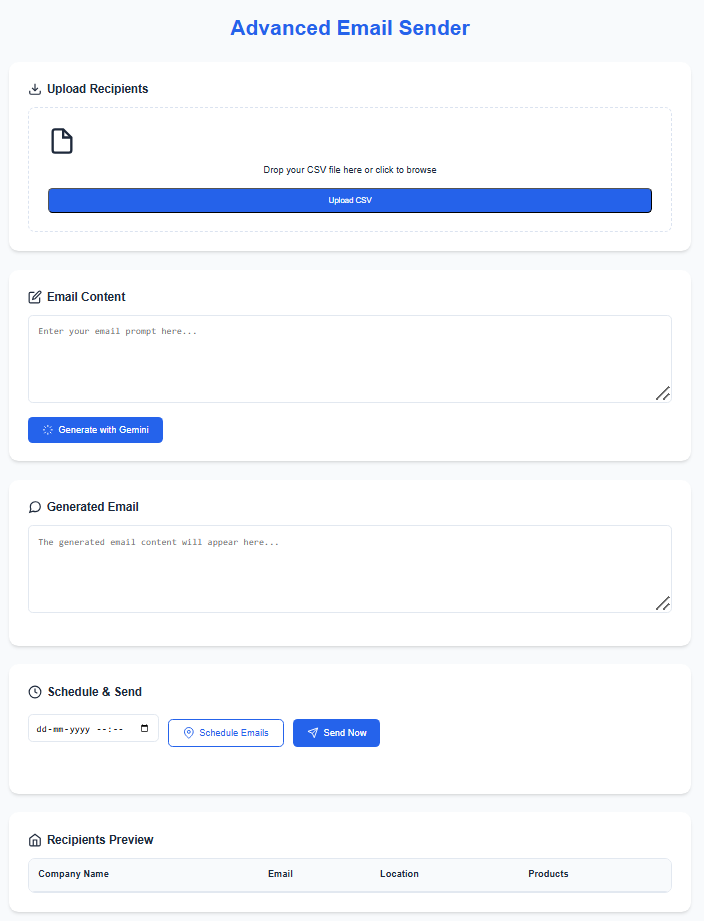 Advanced Email Sender
Upload Recipients
Drop your CSV file here or click to browse
Upload CSV
Email Content
Enter your email prompt here...
Generate with Gemini
Generated Email
The generated email content will appear here...
Schedule & Send
dd-mm-yyyy --:-- Schedule Emails Send Now
Recipients Preview
Company Name Email Location Products